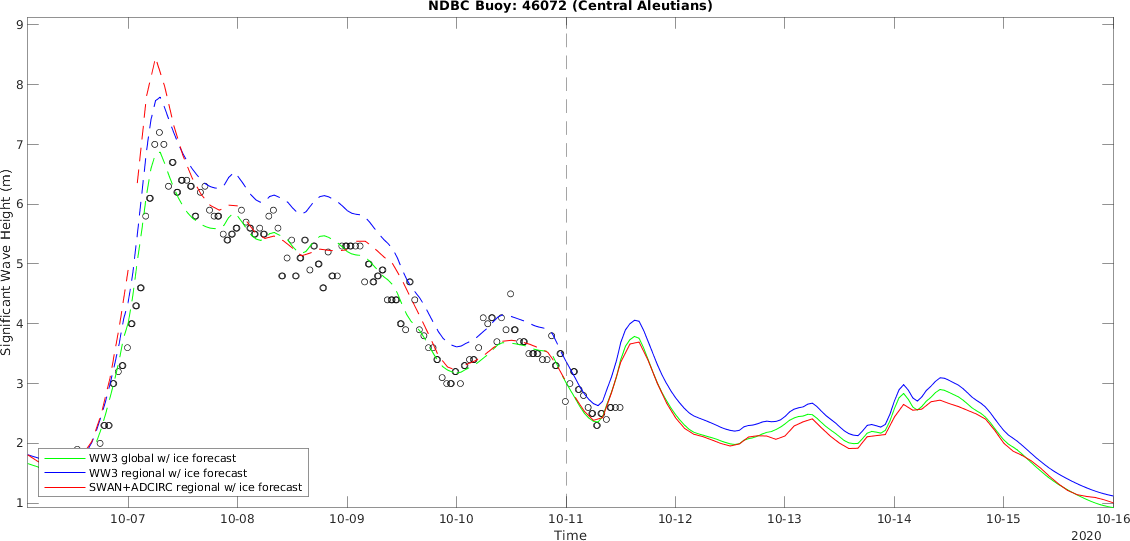 NDBC Buoy: 46072 (Central Aleutians)
9
8
7
6
5
4
3
2
1
Significant Wave Height (m)
WW3 global w/ ice forecast
WW3 regional w/ ice forecast
SWAN+ADCIRC regional w/ ice forecast
10-07 10-08 10-09 10-10 10-11 10-12 10-13 10-14 10-15 10-16
Time
2020